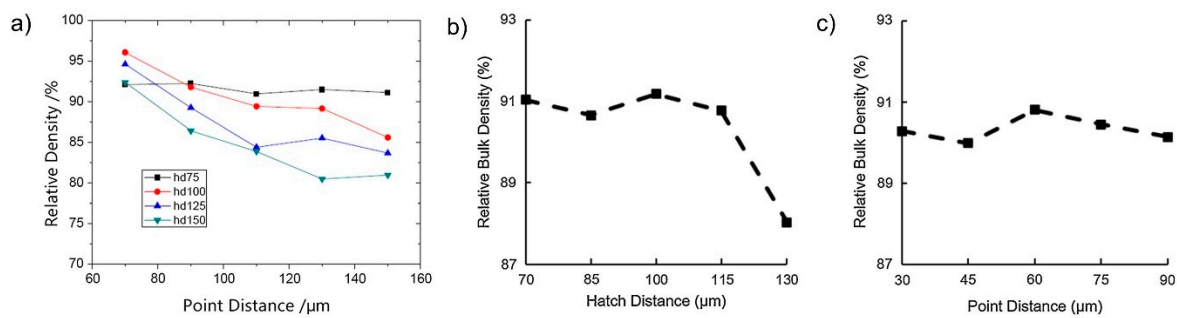 a)
Relative Density /%
100
95
90
85
80
75
70
hd75
hd100
hd125
hd150
60
80
100
120
140
160
Point Distance /μm
b)
Relative Bulk Density (%)
93
91
89
87
70
85
100
115
130
Hatch Distance (μm)
c)
Relative Bulk Density (%)
93
91
89
87
30
45
60
75
90
Point Distance (μm)